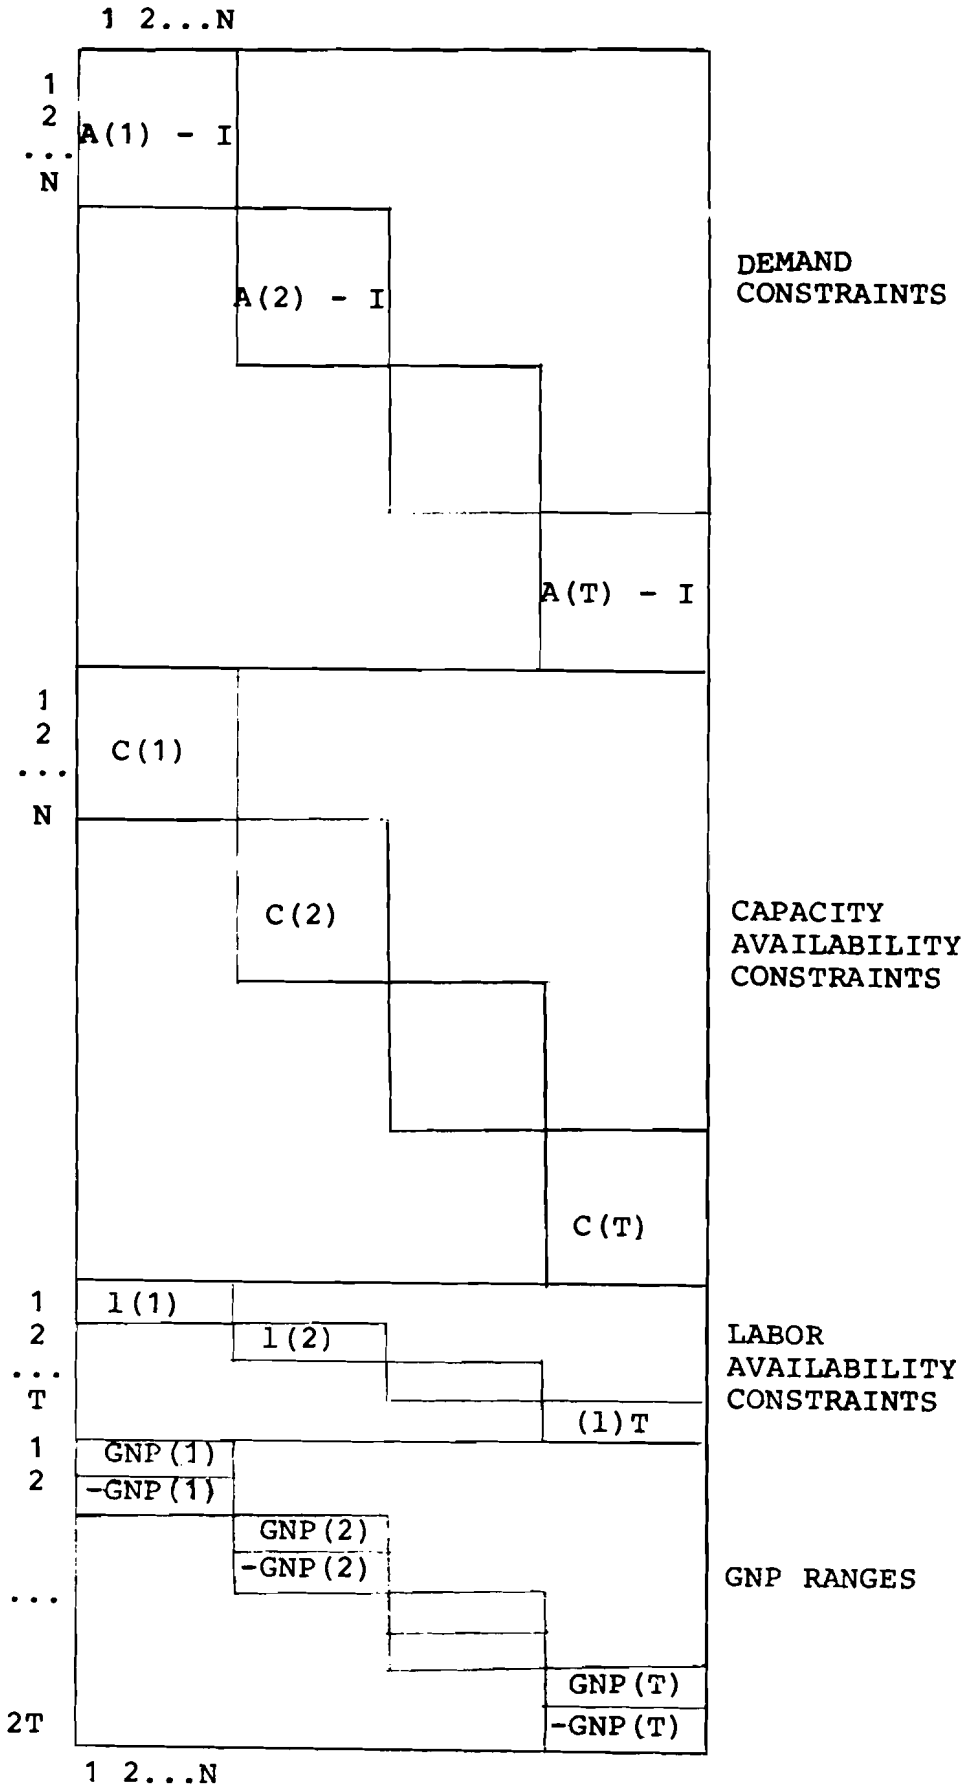 1 2...N
1
2
...
N
A(1) - I
A(2) - I
DEMAND
CONSTRAINTS
A(T) - I
1
2
...
N
C(1)
C(2)
CAPACITY
AVAILABILITY
CONSTRAINTS
C(T)
1
2
...
T
l(1)
l(2)
LABOR
AVAILABILITY
CONSTRAINTS
(l)T
1
2
GNP(1)
-GNP(1)
GNP(2)
-GNP(2)
...
GNP RANGES
GNP(T)
2T
-GNP(T)
1 2...N